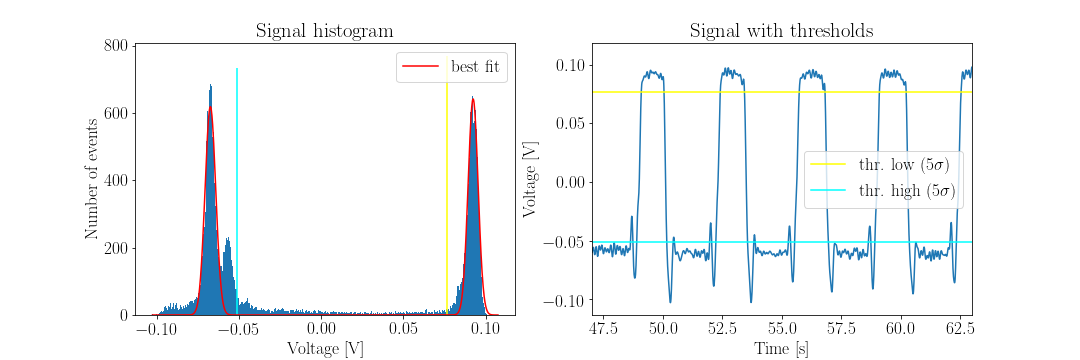 Signal histogram
Number of events
800
600
400
200
0
−0.10
−0.05
0.00
0.05
0.10
Voltage [V]
best fit
Signal with thresholds
Voltage [V]
0.10
0.05
0.00
−0.05
−0.10
47.5
50.0
52.5
55.0
57.5
60.0
62.5
Time [s]
thr. low (5σ)
thr. high (5σ)